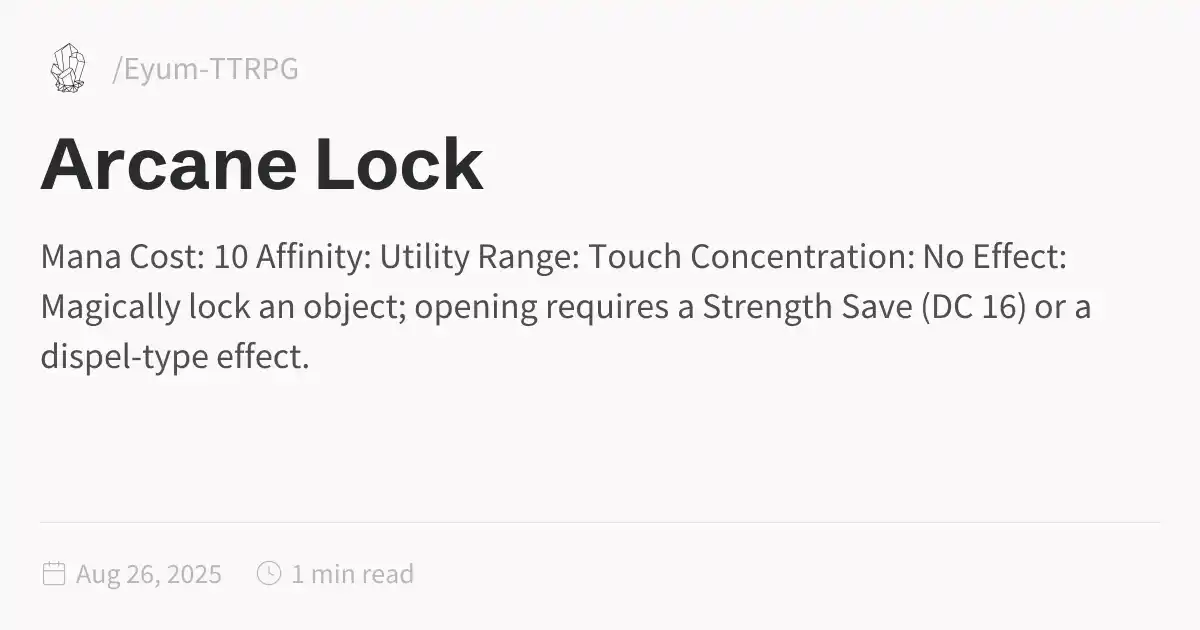 /Eyum-TTRPG
Arcane Lock
Mana Cost: 10 Affinity: Utility Range: Touch Concentration: No Effect:
Magically lock an object; opening requires a Strength Save (DC 16) or a
dispel-type effect.
Aug 26, 2025 1 min read